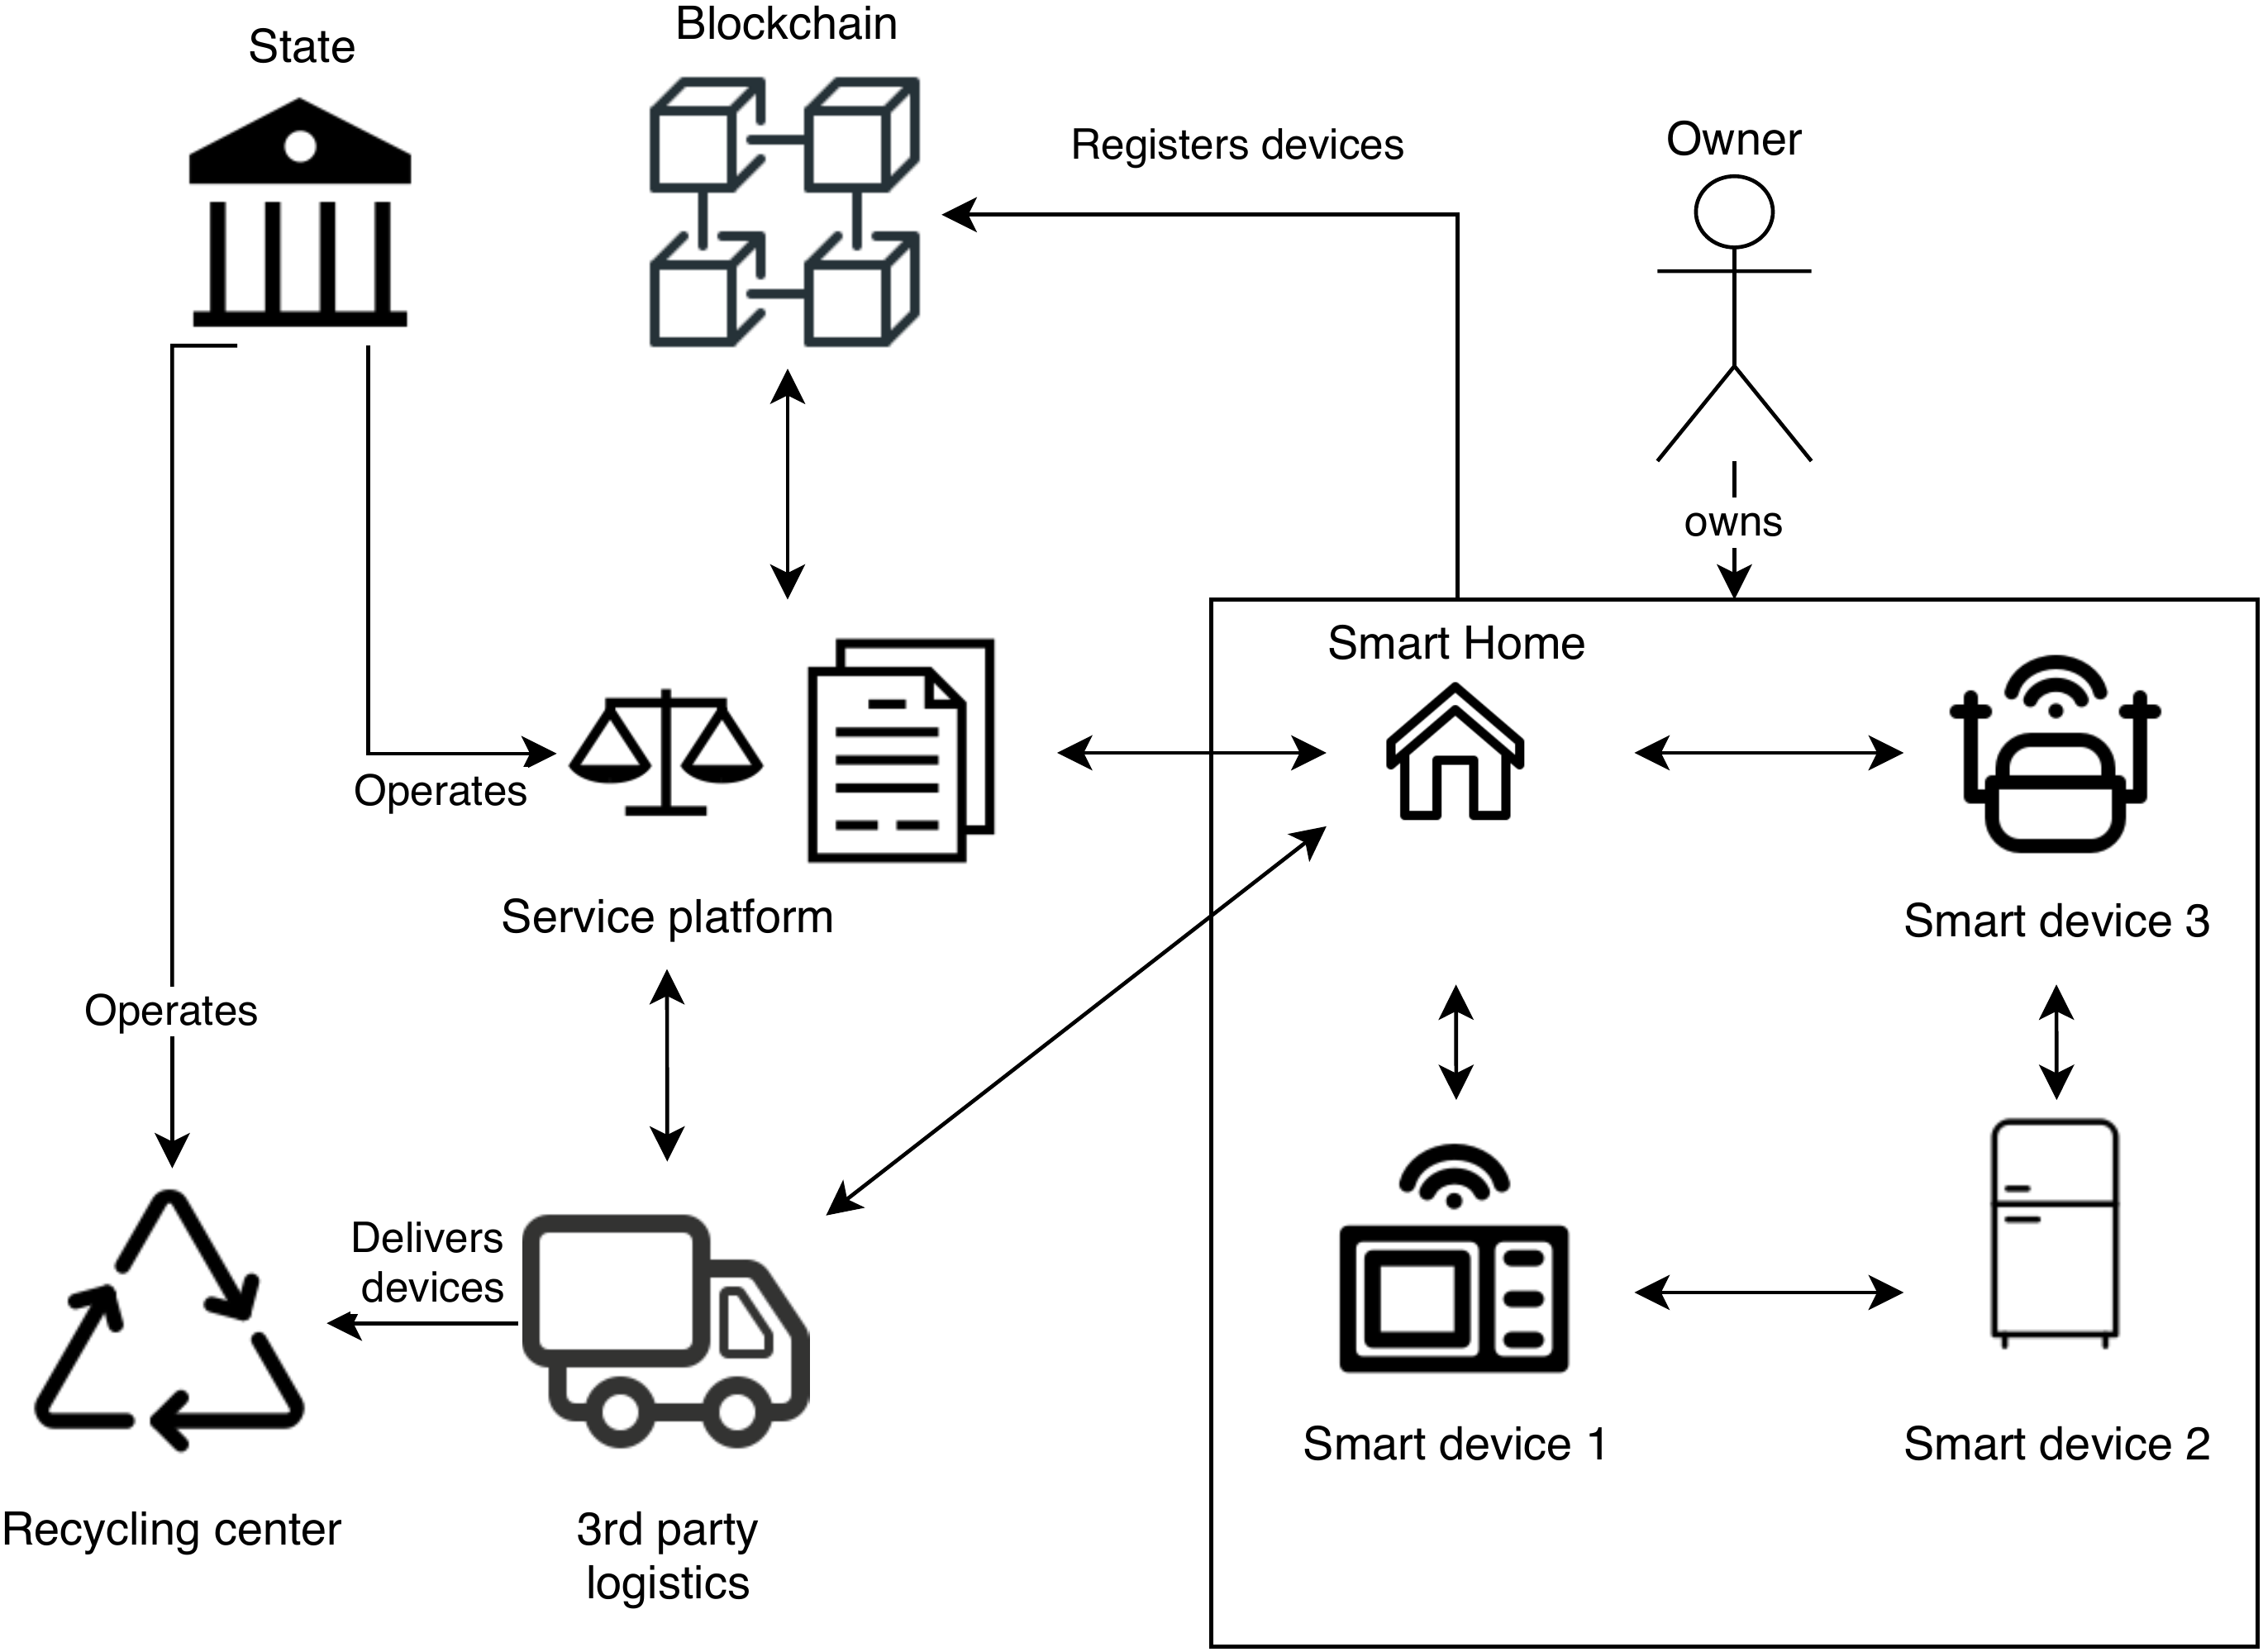 Blockchain
State
Owner
Registers devices
owns
Smart Home
Operates
Service platform
Smart device 3
Operates
Delivers
devices
Smart device 1
Smart device 2
Recycling center
3rd party
logistics